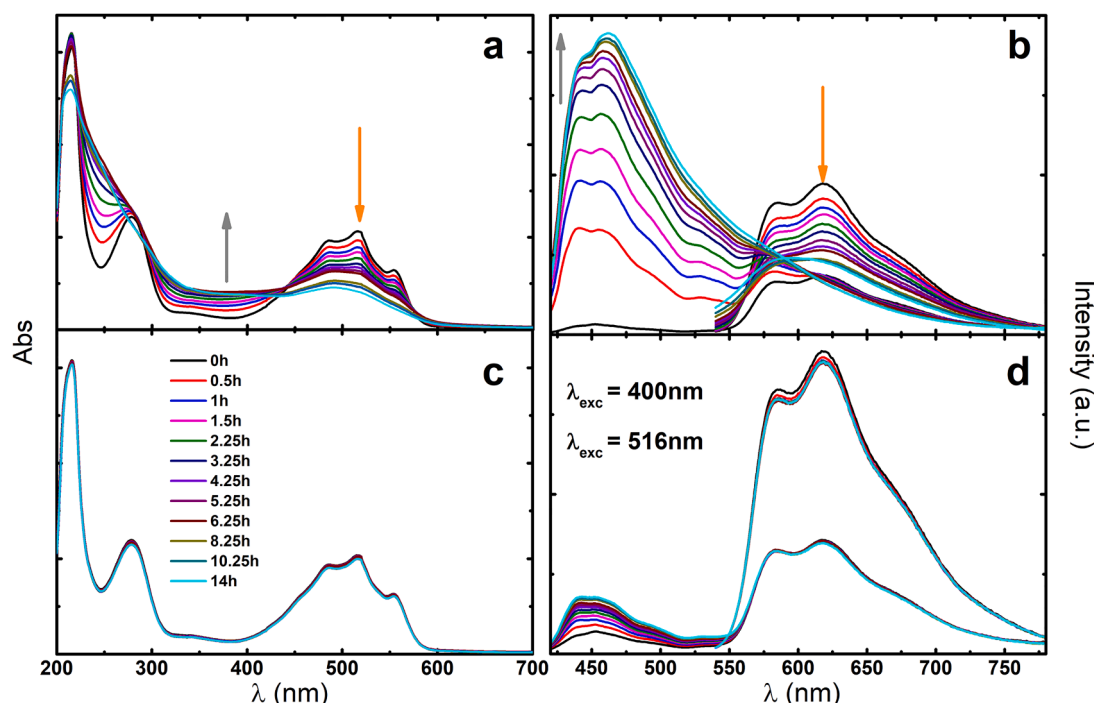 a
b
Abs
Intensity (a.u.)
c
d
0h
0.5h
1h
1.5h
2.25h
3.25h
4.25h
5.25h
6.25h
8.25h
10.25h
14h
λexc = 400nm
λexc = 516nm
200 300 400 500 600 700
450 500 550 600 650 700 750
λ (nm)
λ (nm)